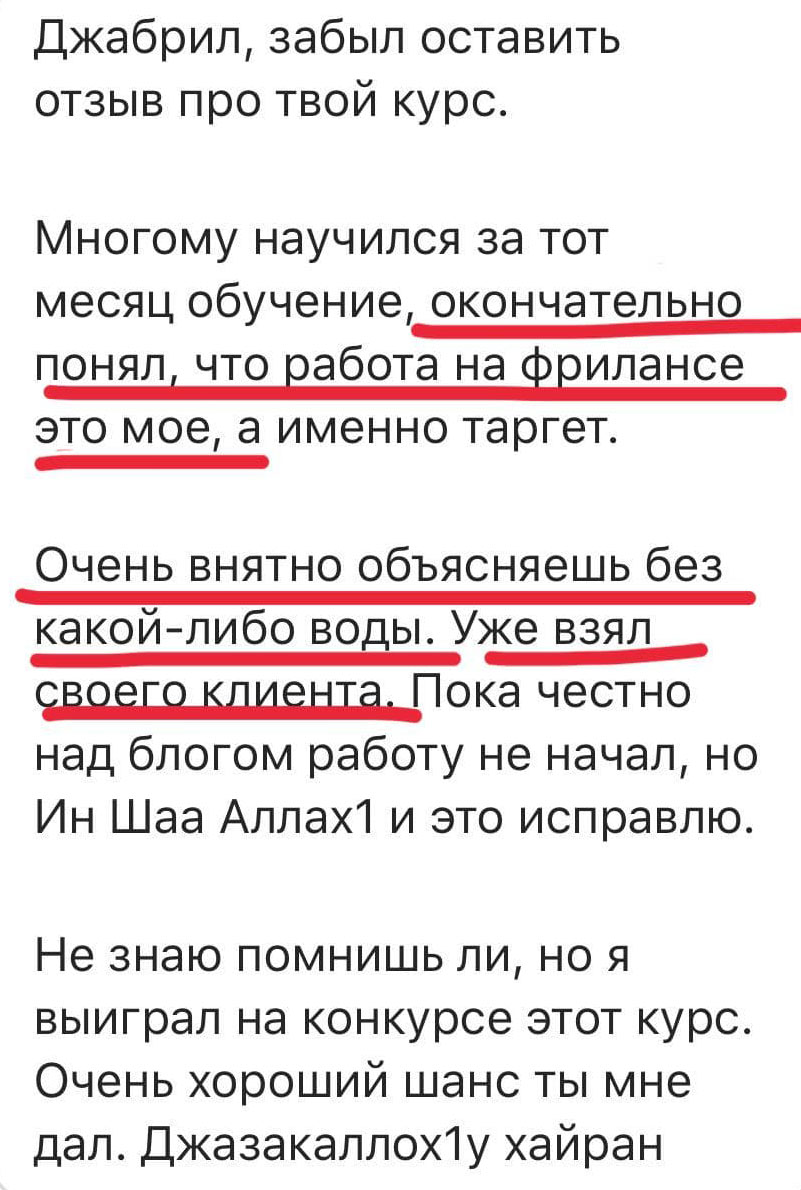 Джабрил, забыл оставить
отзыв про твой курс.
Многому научился за тот
месяц обучение, окончательно
понял, что работа на фрилансе
это мое, а именно таргет.
Очень внятно объясняешь без
какой-либо воды. Уже взял
своего клиента. Пока честно
над блогом работу не начал, но
Ин Шаа Аллах1 и это исправлю.
Не знаю помнишь ли, но я
выиграл на конкурсе этот курс.
Очень хороший шанс ты мне
дал. Джазакаллох1у хайран